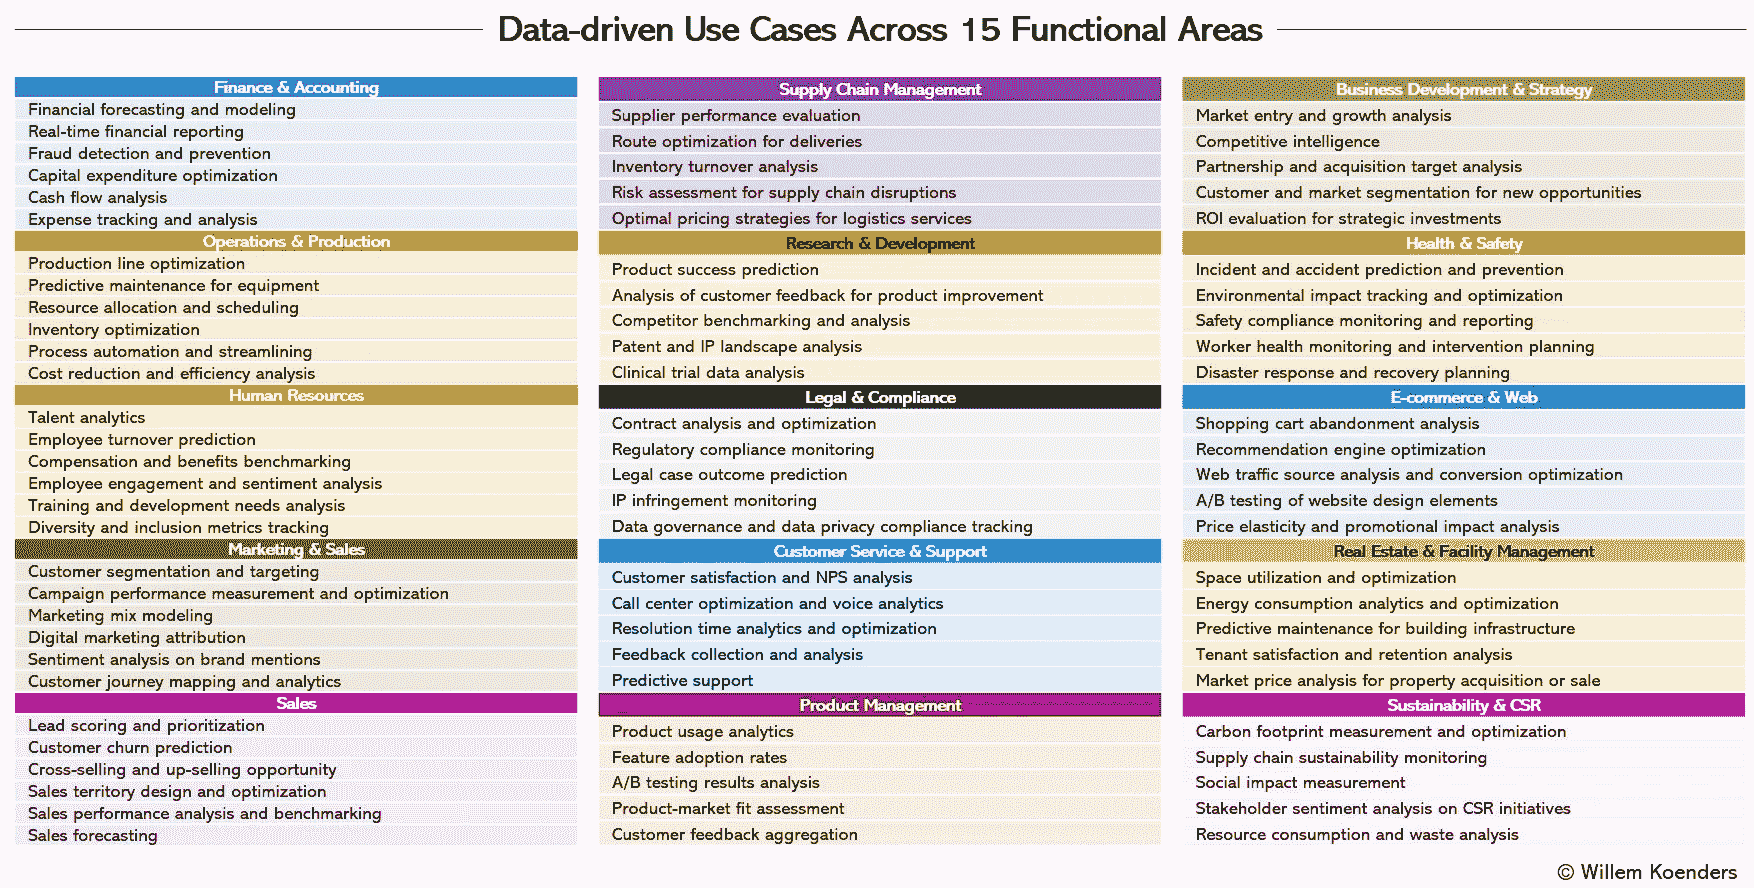 Data-driven Use Cases Across 15 Functional Areas
Finance & Accounting
Financial forecasting and modeling
Real-time financial reporting
Fraud detection and prevention
Capital expenditure optimization
Cash flow analysis
Expense tracking and analysis
Operations & Production
Production line optimization
Predictive maintenance for equipment
Resource allocation and scheduling
Inventory optimization
Process automation and streamlining
Cost reduction and efficiency analysis
Human Resources
Talent analytics
Employee turnover prediction
Compensation and benefits benchmarking
Employee engagement and sentiment analysis
Training and development needs analysis
Diversity and inclusion metrics tracking
Marketing & Sales
Customer segmentation and targeting
Campaign performance measurement and optimization
Marketing mix modeling
Digital marketing attribution
Sentiment analysis on brand mentions
Customer journey mapping and analytics
Sales
Lead scoring and prioritization
Customer churn prediction
Cross-selling and up-selling opportunity
Sales territory design and optimization
Sales performance analysis and benchmarking
Sales forecasting
Supply Chain Management
Supplier performance evaluation
Route optimization for deliveries
Inventory turnover analysis
Risk assessment for supply chain disruptions
Optimal pricing strategies for logistics services
Research & Development
Product success prediction
Analysis of customer feedback for product improvement
Competitor benchmarking and analysis
Patent and IP landscape analysis
Clinical trial data analysis
Legal & Compliance
Contract analysis and optimization
Regulatory compliance monitoring
Legal case outcome prediction
IP infringement monitoring
Data governance and data privacy compliance tracking
Customer Service & Support
Customer satisfaction and NPS analysis
Call center optimization and voice analytics
Resolution time analytics and optimization
Feedback collection and analysis
Predictive support
Product Management
Product usage analytics
Feature adoption rates
A/B testing results analysis
Product-market fit assessment
Customer feedback aggregation
Business Development & Strategy
Market entry and growth analysis
Competitive intelligence
Partnership and acquisition target analysis
Customer and market segmentation for new opportunities
ROI evaluation for strategic investments
Health & Safety
Incident and accident prediction and prevention
Environmental impact tracking and optimization
Safety compliance monitoring and reporting
Worker health monitoring and intervention planning
Disaster response and recovery planning
E-commerce & Web
Shopping cart abandonment analysis
Recommendation engine optimization
Web traffic source analysis and conversion optimization
A/B testing of website design elements
Price elasticity and promotional impact analysis
Real Estate & Facility Management
Space utilization and optimization
Energy consumption analytics and optimization
Predictive maintenance for building infrastructure
Tenant satisfaction and retention analysis
Market price analysis for property acquisition or sale
Sustainability & CSR
Carbon footprint measurement and optimization
Supply chain sustainability monitoring
Social impact measurement
Stakeholder sentiment analysis on CSR initiatives
Resource consumption and waste analysis
© Willem Koenders